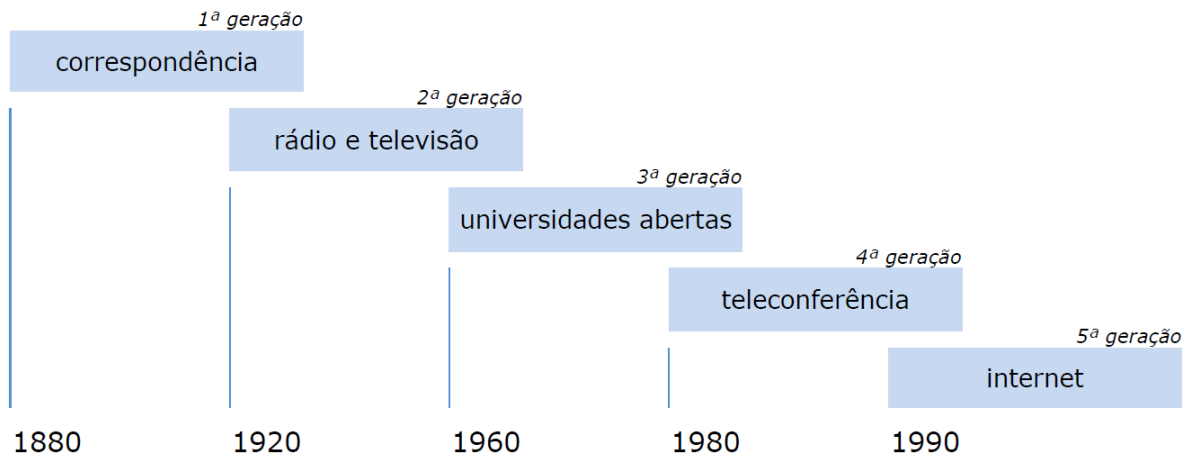 1ª geração
correspondência
2ª geração
rádio e televisão
3ª geração
universidades abertas
4ª geração
teleconferência
5ª geração
internet
1880 1920 1960 1980 1990